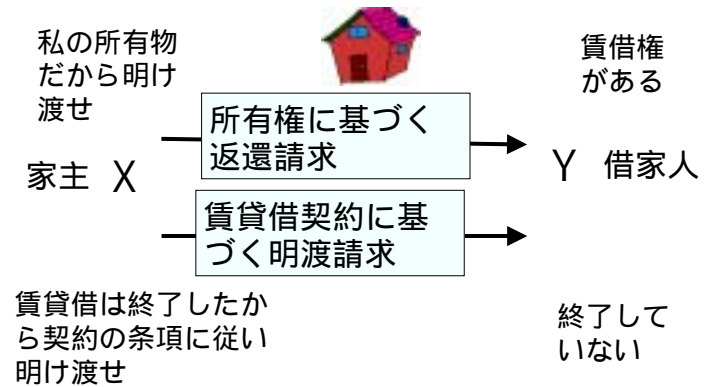 私の所有物
だから明け
渡せ
賃借権
がある
所有権に基づく
返還請求
家主 X
Y 借家人
賃貸借契約に基
づく明渡請求
賃貸借は終了したか
ら契約の条項に従い
明け渡せ
終了して
いない